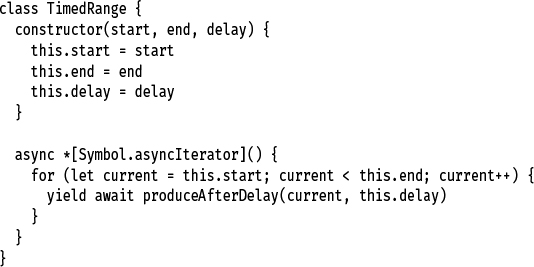 class TimedRange {
  constructor(start, end, delay) {
    this.start = start
    this.end = end
    this.delay = delay
  }

  async *[Symbol.asyncIterator]() {
    for (let current = this.start; current < this.end; current++) {
      yield await produceAfterDelay(current, this.delay)
    }
  }
}